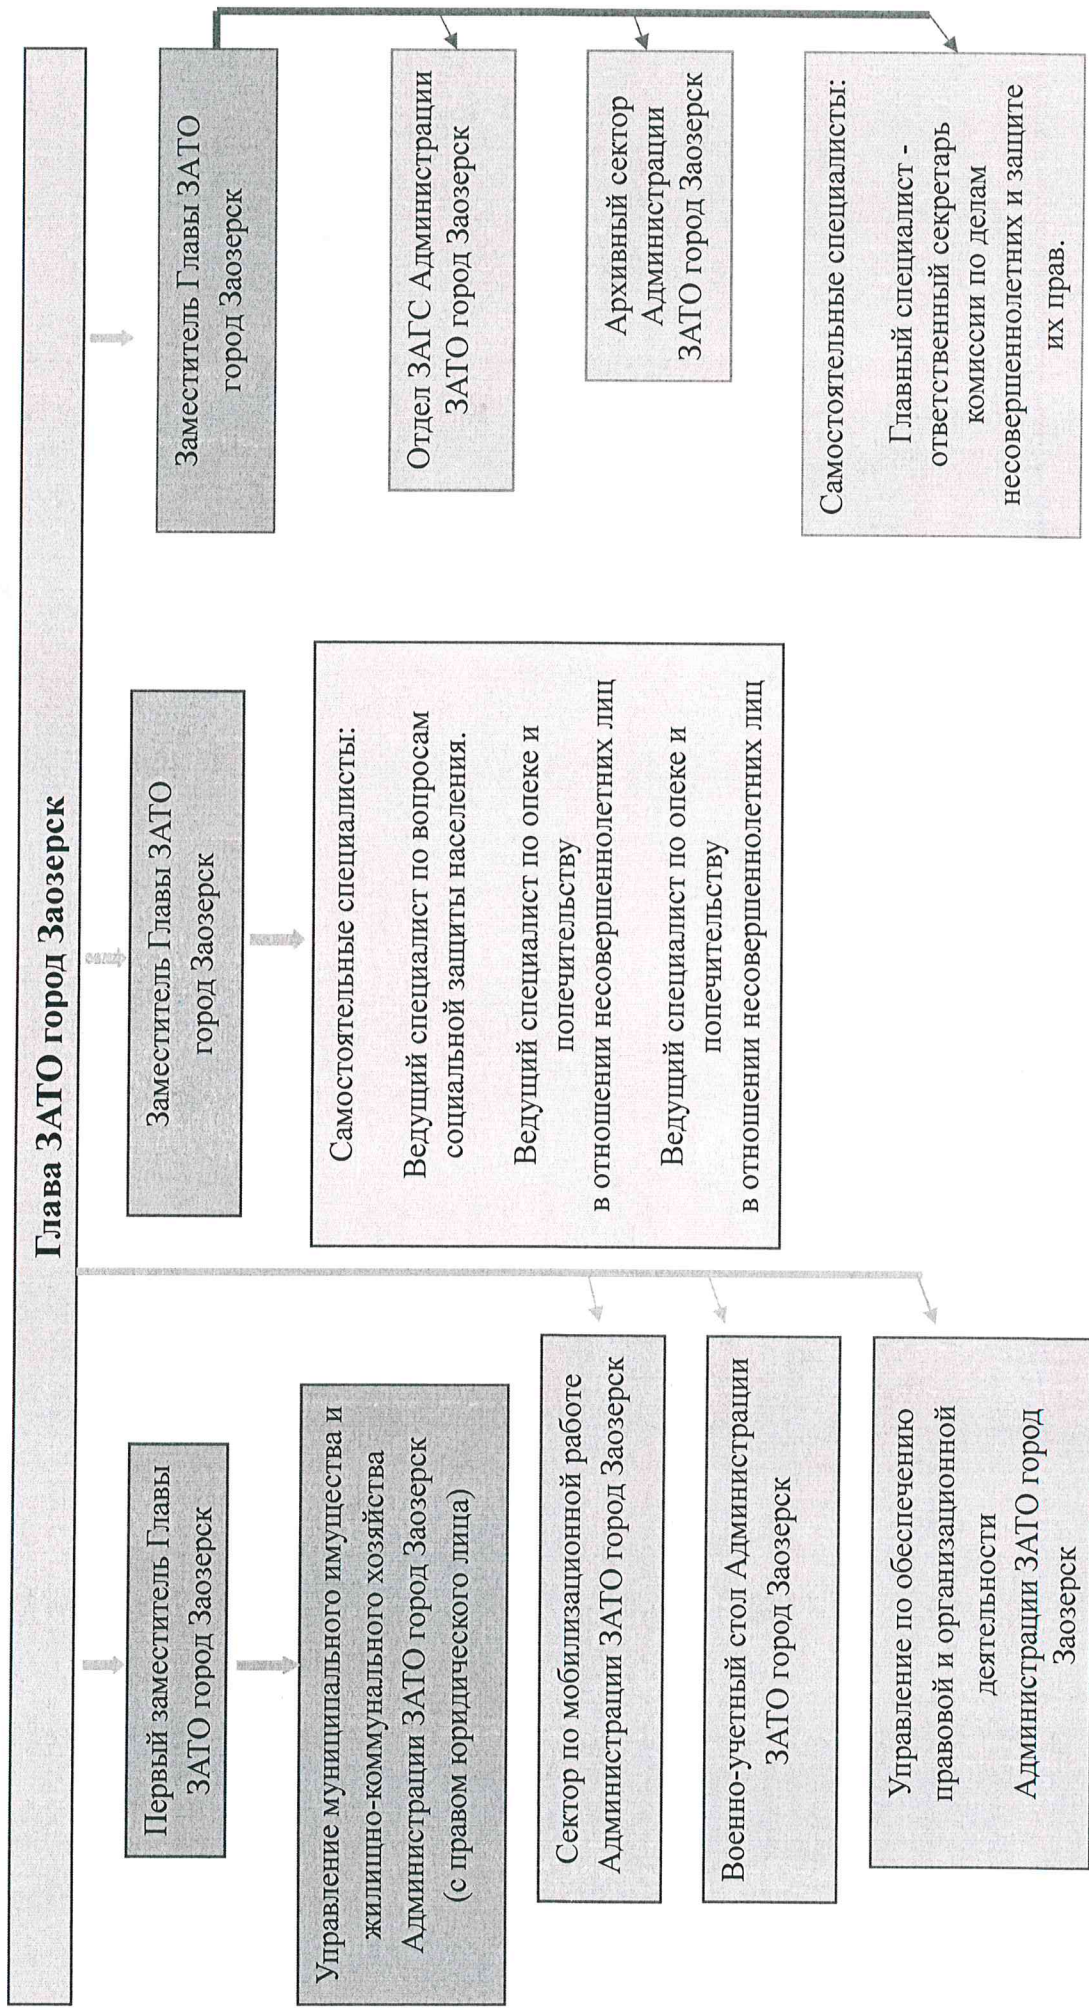 Глава ЗАТО город Заозерск
Первый заместитель Главы
ЗАТО город Заозерск
Управление муниципального имущества и
жилищно-коммунального хозяйства
Администрации ЗАТО город Заозерск
(с правом юридического лица)
Сектор по мобилизационной работе
Администрации ЗАТО город Заозерск
Военно-учетный стол Администрации
ЗАТО город Заозерск
Управление по обеспечению
правовой и организационной
деятельности
Администрации ЗАТО город
Заозерск
Заместитель Главы ЗАТО
город Заозерск
Самостоятельные специалисты:
Ведущий специалист по вопросам
социальной защиты населения.
Ведущий специалист по опеке и
попечительству
в отношении несовершеннолетних лиц
Ведущий специалист по опеке и
попечительству
в отношении несовершеннолетних лиц
Заместитель Главы ЗАТО
город Заозерск
Отдел ЗАГС Администрации
ЗАТО город Заозерск
Архивный сектор
Администрации
ЗАТО город Заозерск
Самостоятельные специалисты:
Главный специалист -
ответственный секретарь
комиссии по делам
несовершеннолетних и защите
их прав.